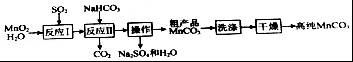 SO₂ NaHCO₃ 粗产品
MnO₂ H₂O 反应Ⅰ 反应Ⅱ 操作 MnCO₃ 洗涤 干燥 高纯MnCO₃
CO₂ Na₂SO₄和H₂O